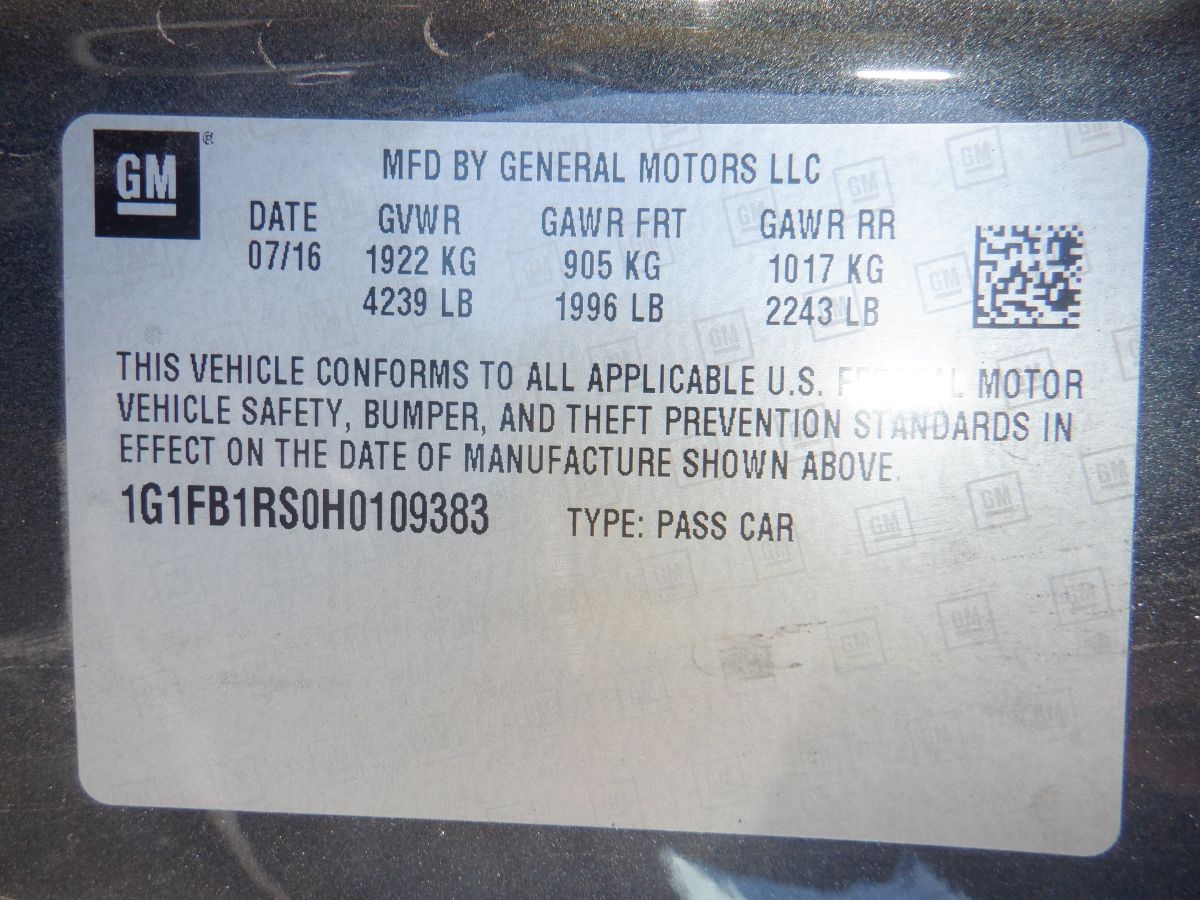 GM ®
MFD BY GENERAL MOTORS LLC
DATE GVWR GAWR FRT GAWR RR
07/16 1922 KG 905 KG 1017 KG
4239 LB 1996 LB 2243 LB
THIS VEHICLE CONFORMS TO ALL APPLICABLE U.S. FEDERAL MOTOR
VEHICLE SAFETY, BUMPER, AND THEFT PREVENTION STANDARDS IN
EFFECT ON THE DATE OF MANUFACTURE SHOWN ABOVE.
1G1FB1RS0H0109383 TYPE: PASS CAR